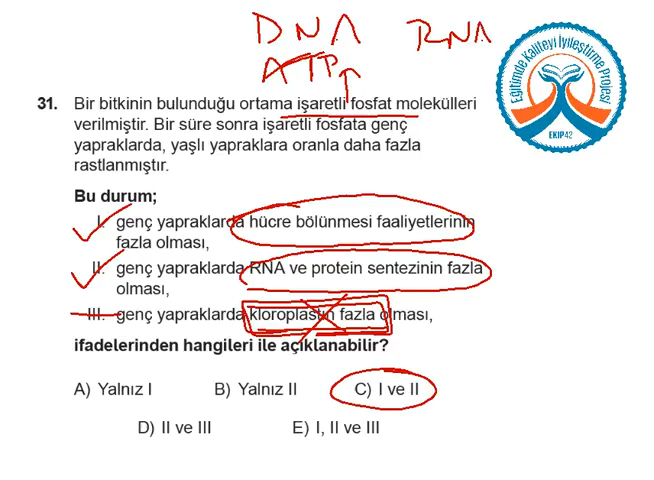 DNA RNA
ATP
Eğitimde Kaliteyi İyileştirme Projesi
EKIP42
31. Bir bitkinin bulunduğu ortama işaretli fosfat molekülleri
verilmiştir. Bir süre sonra işaretli fosfata genç
yapraklarda, yaşlı yapraklara oranla daha fazla
rastlanmıştır.
Bu durum;
I. genç yapraklarda hücre bölünmesi faaliyetlerinin
fazla olması,
II. genç yapraklarda RNA ve protein sentezinin fazla
olması,
III. genç yapraklarda kloroplastın fazla olması,
ifadelerinden hangileri ile açıklanabilir?
A) Yalnız I B) Yalnız II C) I ve II
D) II ve III E) I, II ve III